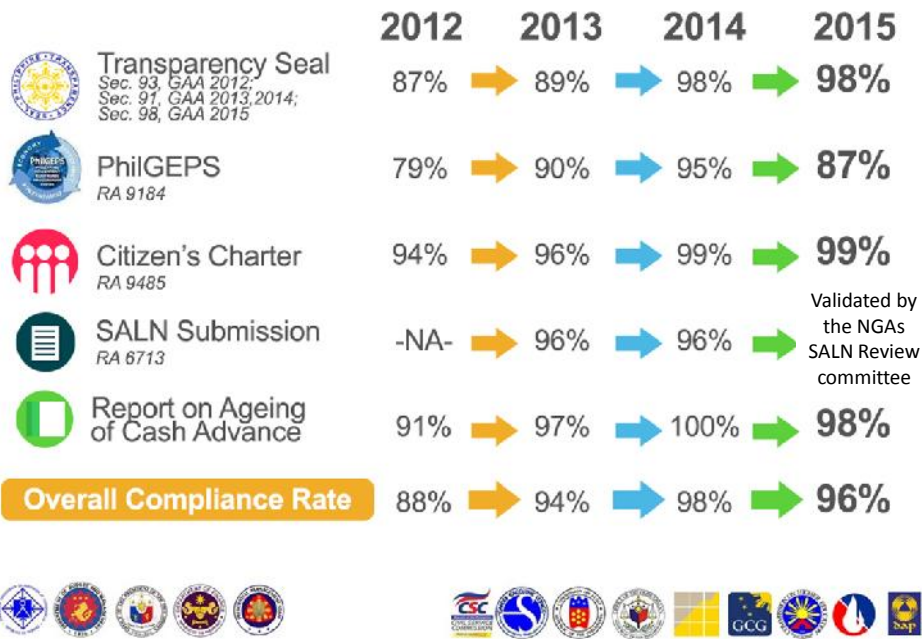 2012 2013 2014 2015
Transparency Seal
Sec. 93, GAA 2012;
Sec. 91, GAA 2013,2014;
Sec. 98, GAA 2015
87% 89% 98% 98%
PhilGEPS
RA 9184
79% 90% 95% 87%
Citizen's Charter
RA 9485
94% 96% 99% 99%
SALN Submission
RA 6713
-NA- 96% 96%
Validated by
the NGAs
SALN Review
committee
Report on Ageing
of Cash Advance
91% 97% 100% 98%
Overall Compliance Rate 88% 94% 98% 96%
CSC
CIVIL SERVICE
COMMISSION
GCG